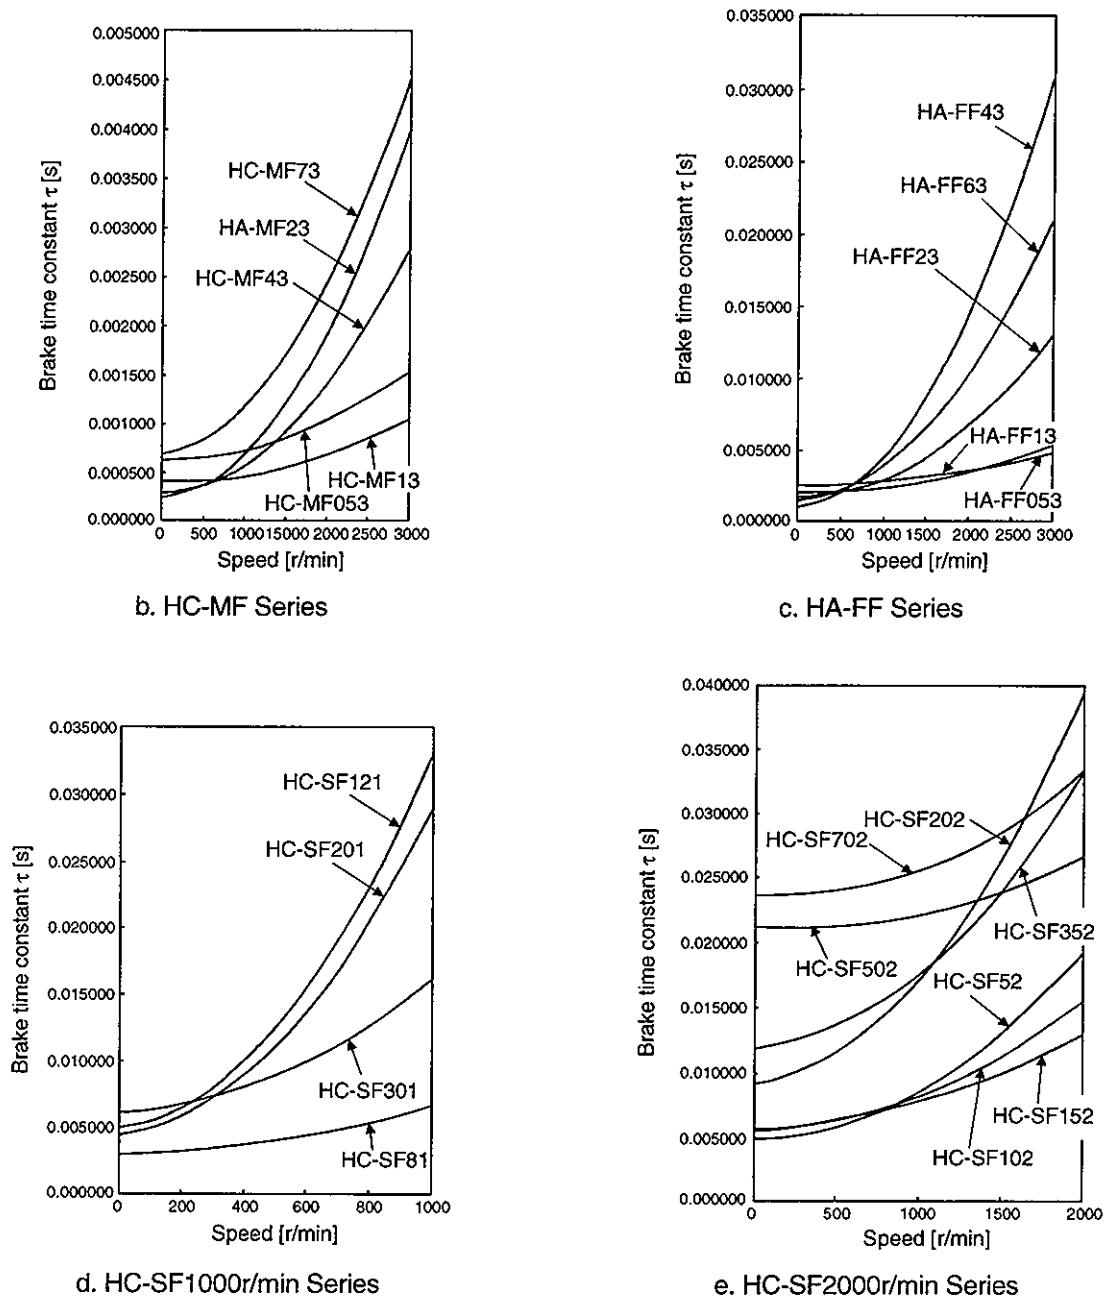 0.005000
0.004500
0.004000
0.003500
0.003000
0.002500
0.002000
0.001500
0.001000
0.000500
0.000000
Brake time constant τ [s]
HC-MF73
HA-MF23
HC-MF43
HC-MF13
HC-MF053
0 500 1000 1500 2000 2500 3000
Speed [r/min]
b. HC-MF Series
0.035000
0.030000
0.025000
0.020000
0.015000
0.010000
0.005000
0.000000
Brake time constant τ [s]
HA-FF43
HA-FF63
HA-FF23
HA-FF13
HA-FF053
0 500 1000 1500 2000 2500 3000
Speed [r/min]
c. HA-FF Series
0.035000
0.030000
0.025000
0.020000
0.015000
0.010000
0.005000
0.000000
Brake time constant τ [s]
HC-SF121
HC-SF201
HC-SF301
HC-SF81
0 200 400 600 800 1000
Speed [r/min]
d. HC-SF1000r/min Series
0.040000
0.035000
0.030000
0.025000
0.020000
0.015000
0.010000
0.005000
0.000000
Brake time constant τ [s]
HC-SF202
HC-SF702
HC-SF352
HC-SF502
HC-SF52
HC-SF152
HC-SF102
0 500 1000 1500 2000
Speed [r/min]
e. HC-SF2000r/min Series